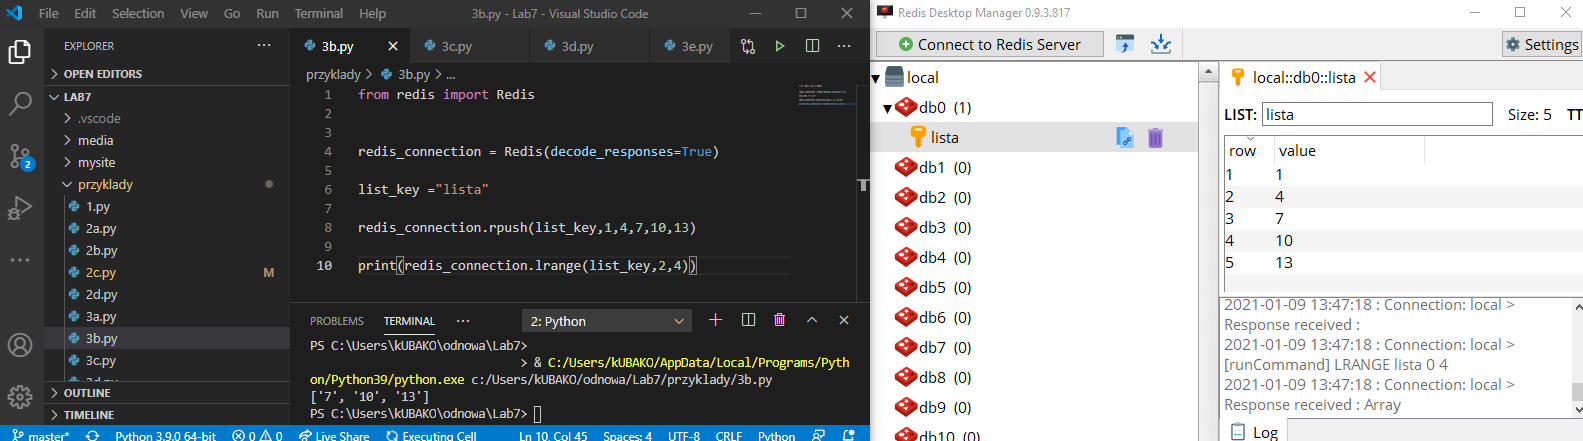 File Edit Selection View Go Run Terminal Help 3b.py - Lab7 - Visual Studio Code
EXPLORER
OPEN EDITORS
LAB7
.vscode
media
mysite
przyklady
1.py
2a.py
2b.py
2c.py M
2d.py
3a.py
3b.py
3c.py
OUTLINE
TIMELINE
2
3b.py 3c.py 3d.py 3e.py
przyklady > 3b.py > ...
1 from redis import Redis
2
3
4 redis_connection = Redis(decode_responses=True)
5
6 list_key ="lista"
7
8 redis_connection.rpush(list_key,1,4,7,10,13)
9
10 print(redis_connection.lrange(list_key,2,4))
PROBLEMS TERMINAL ... 2: Python
PS C:\Users\kUBAKO\odnowa\Lab7>
> & C:/Users/kUBAKO/AppData/Local/Programs/Pyth
on/Python39/python.exe c:/Users/kUBAKO/odnowa/Lab7/przyklady/3b.py
['7', '10', '13']
PS C:\Users\kUBAKO\odnowa\Lab7>
master* Python 3.9.0 64-bit 0 0 Live Share Executing Cell Ln 10, Col 45 Spaces: 4 UTF-8 CRLF Python
Redis Desktop Manager 0.9.3.817
Connect to Redis Server Settings
local
db0 (1)
lista
db1 (0)
db2 (0)
db3 (0)
db4 (0)
db5 (0)
db6 (0)
db7 (0)
db8 (0)
db9 (0)
db10 (0)
local::db0::lista
LIST: lista Size: 5 TT
row value
1 1
2 4
3 7
4 10
5 13
2021-01-09 13:47:18 : Connection: local >
Response received :
2021-01-09 13:47:18 : Connection: local >
[runCommand] LRANGE lista 0 4
2021-01-09 13:47:18 : Connection: local >
Response received : Array
Log